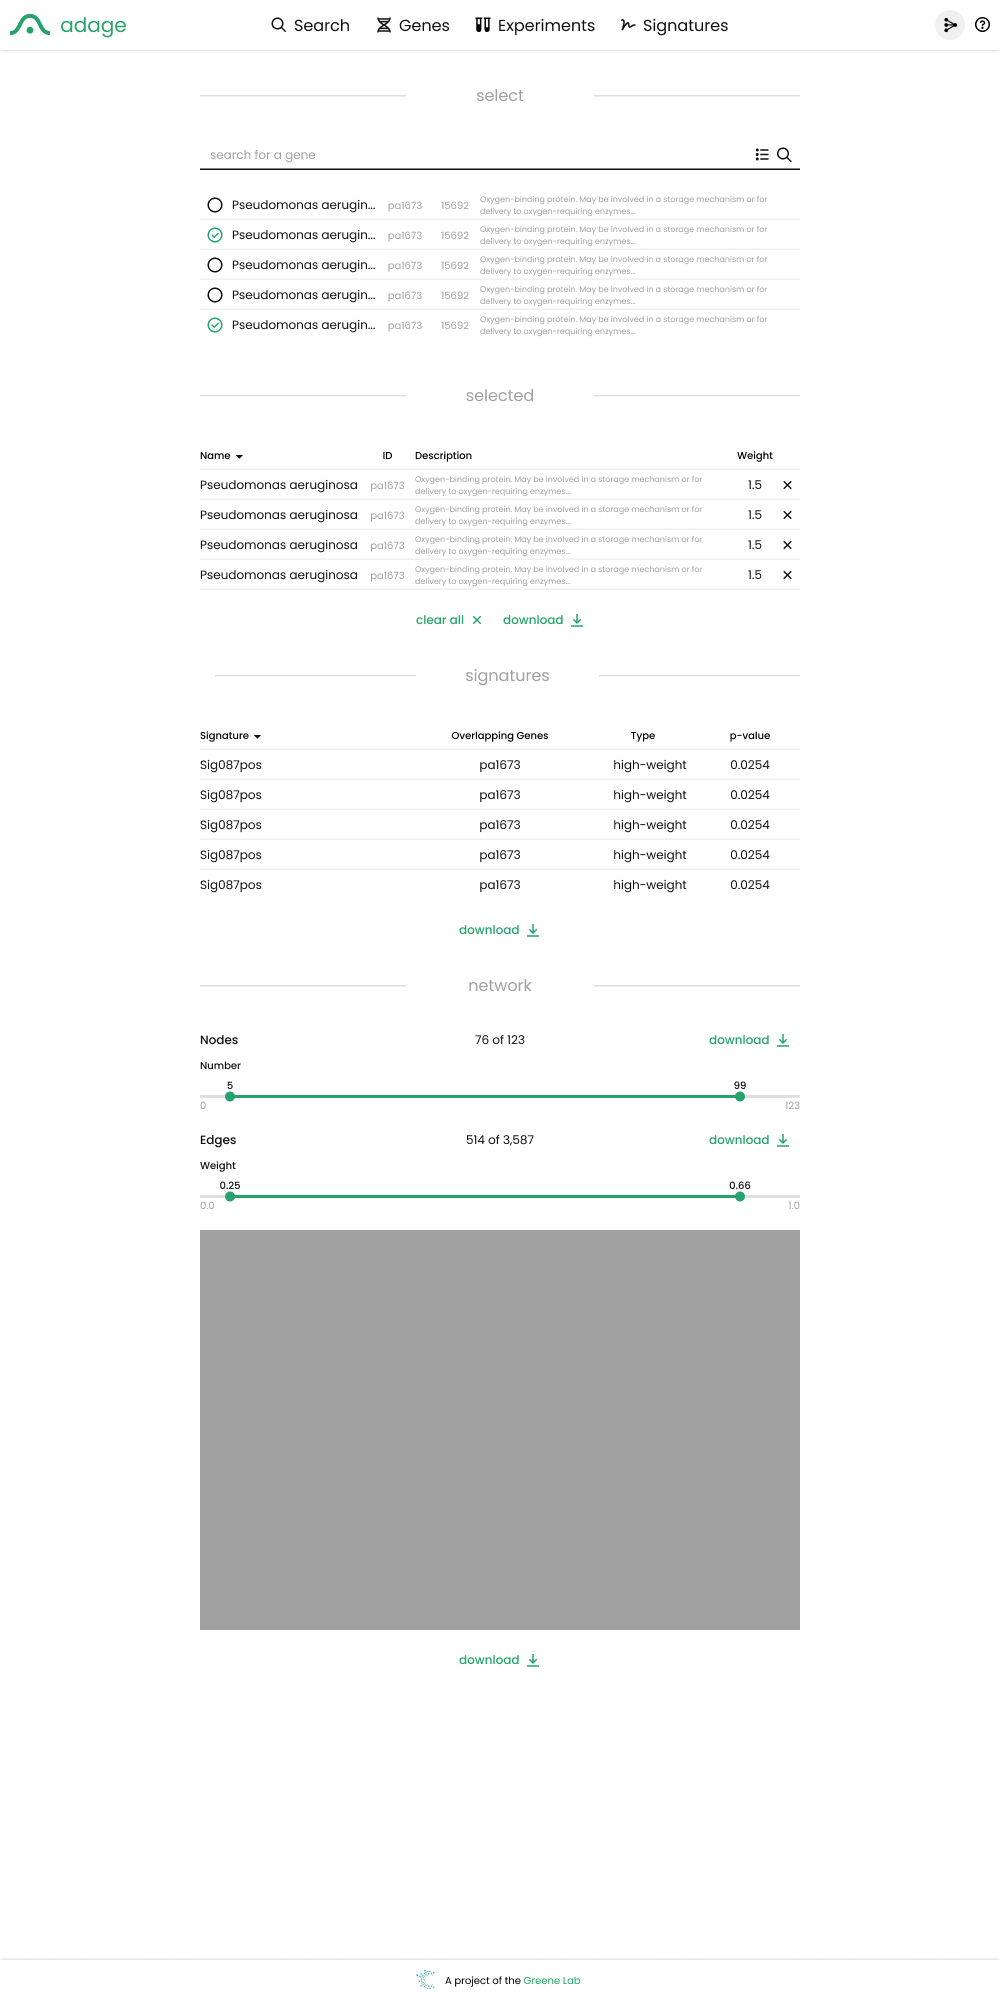 adage
Search Genes Experiments Signatures
select
search for a gene
Pseudomonas aerugin... pa1673 15692 Oxygen-binding protein. May be involved in a storage mechanism or for
delivery to oxygen-requiring enzymes...
Pseudomonas aerugin... pa1673 15692 Oxygen-binding protein. May be involved in a storage mechanism or for
delivery to oxygen-requiring enzymes...
Pseudomonas aerugin... pa1673 15692 Oxygen-binding protein. May be involved in a storage mechanism or for
delivery to oxygen-requiring enzymes...
Pseudomonas aerugin... pa1673 15692 Oxygen-binding protein. May be involved in a storage mechanism or for
delivery to oxygen-requiring enzymes...
Pseudomonas aerugin... pa1673 15692 Oxygen-binding protein. May be involved in a storage mechanism or for
delivery to oxygen-requiring enzymes...
selected
Name ID Description Weight
Pseudomonas aeruginosa pa1673 Oxygen-binding protein. May be involved in a storage mechanism or for 1.5
delivery to oxygen-requiring enzymes...
Pseudomonas aeruginosa pa1673 Oxygen-binding protein. May be involved in a storage mechanism or for 1.5
delivery to oxygen-requiring enzymes...
Pseudomonas aeruginosa pa1673 Oxygen-binding protein. May be involved in a storage mechanism or for 1.5
delivery to oxygen-requiring enzymes...
Pseudomonas aeruginosa pa1673 Oxygen-binding protein. May be involved in a storage mechanism or for 1.5
delivery to oxygen-requiring enzymes...
clear all download
signatures
Signature Overlapping Genes Type p-value
Sig087pos pa1673 high-weight 0.0254
Sig087pos pa1673 high-weight 0.0254
Sig087pos pa1673 high-weight 0.0254
Sig087pos pa1673 high-weight 0.0254
Sig087pos pa1673 high-weight 0.0254
download
network
Nodes 76 of 123 download
Number
5 99
0 123
Edges 514 of 3,587 download
Weight
0.25 0.66
0.0 1.0
download
A project of the Greene Lab